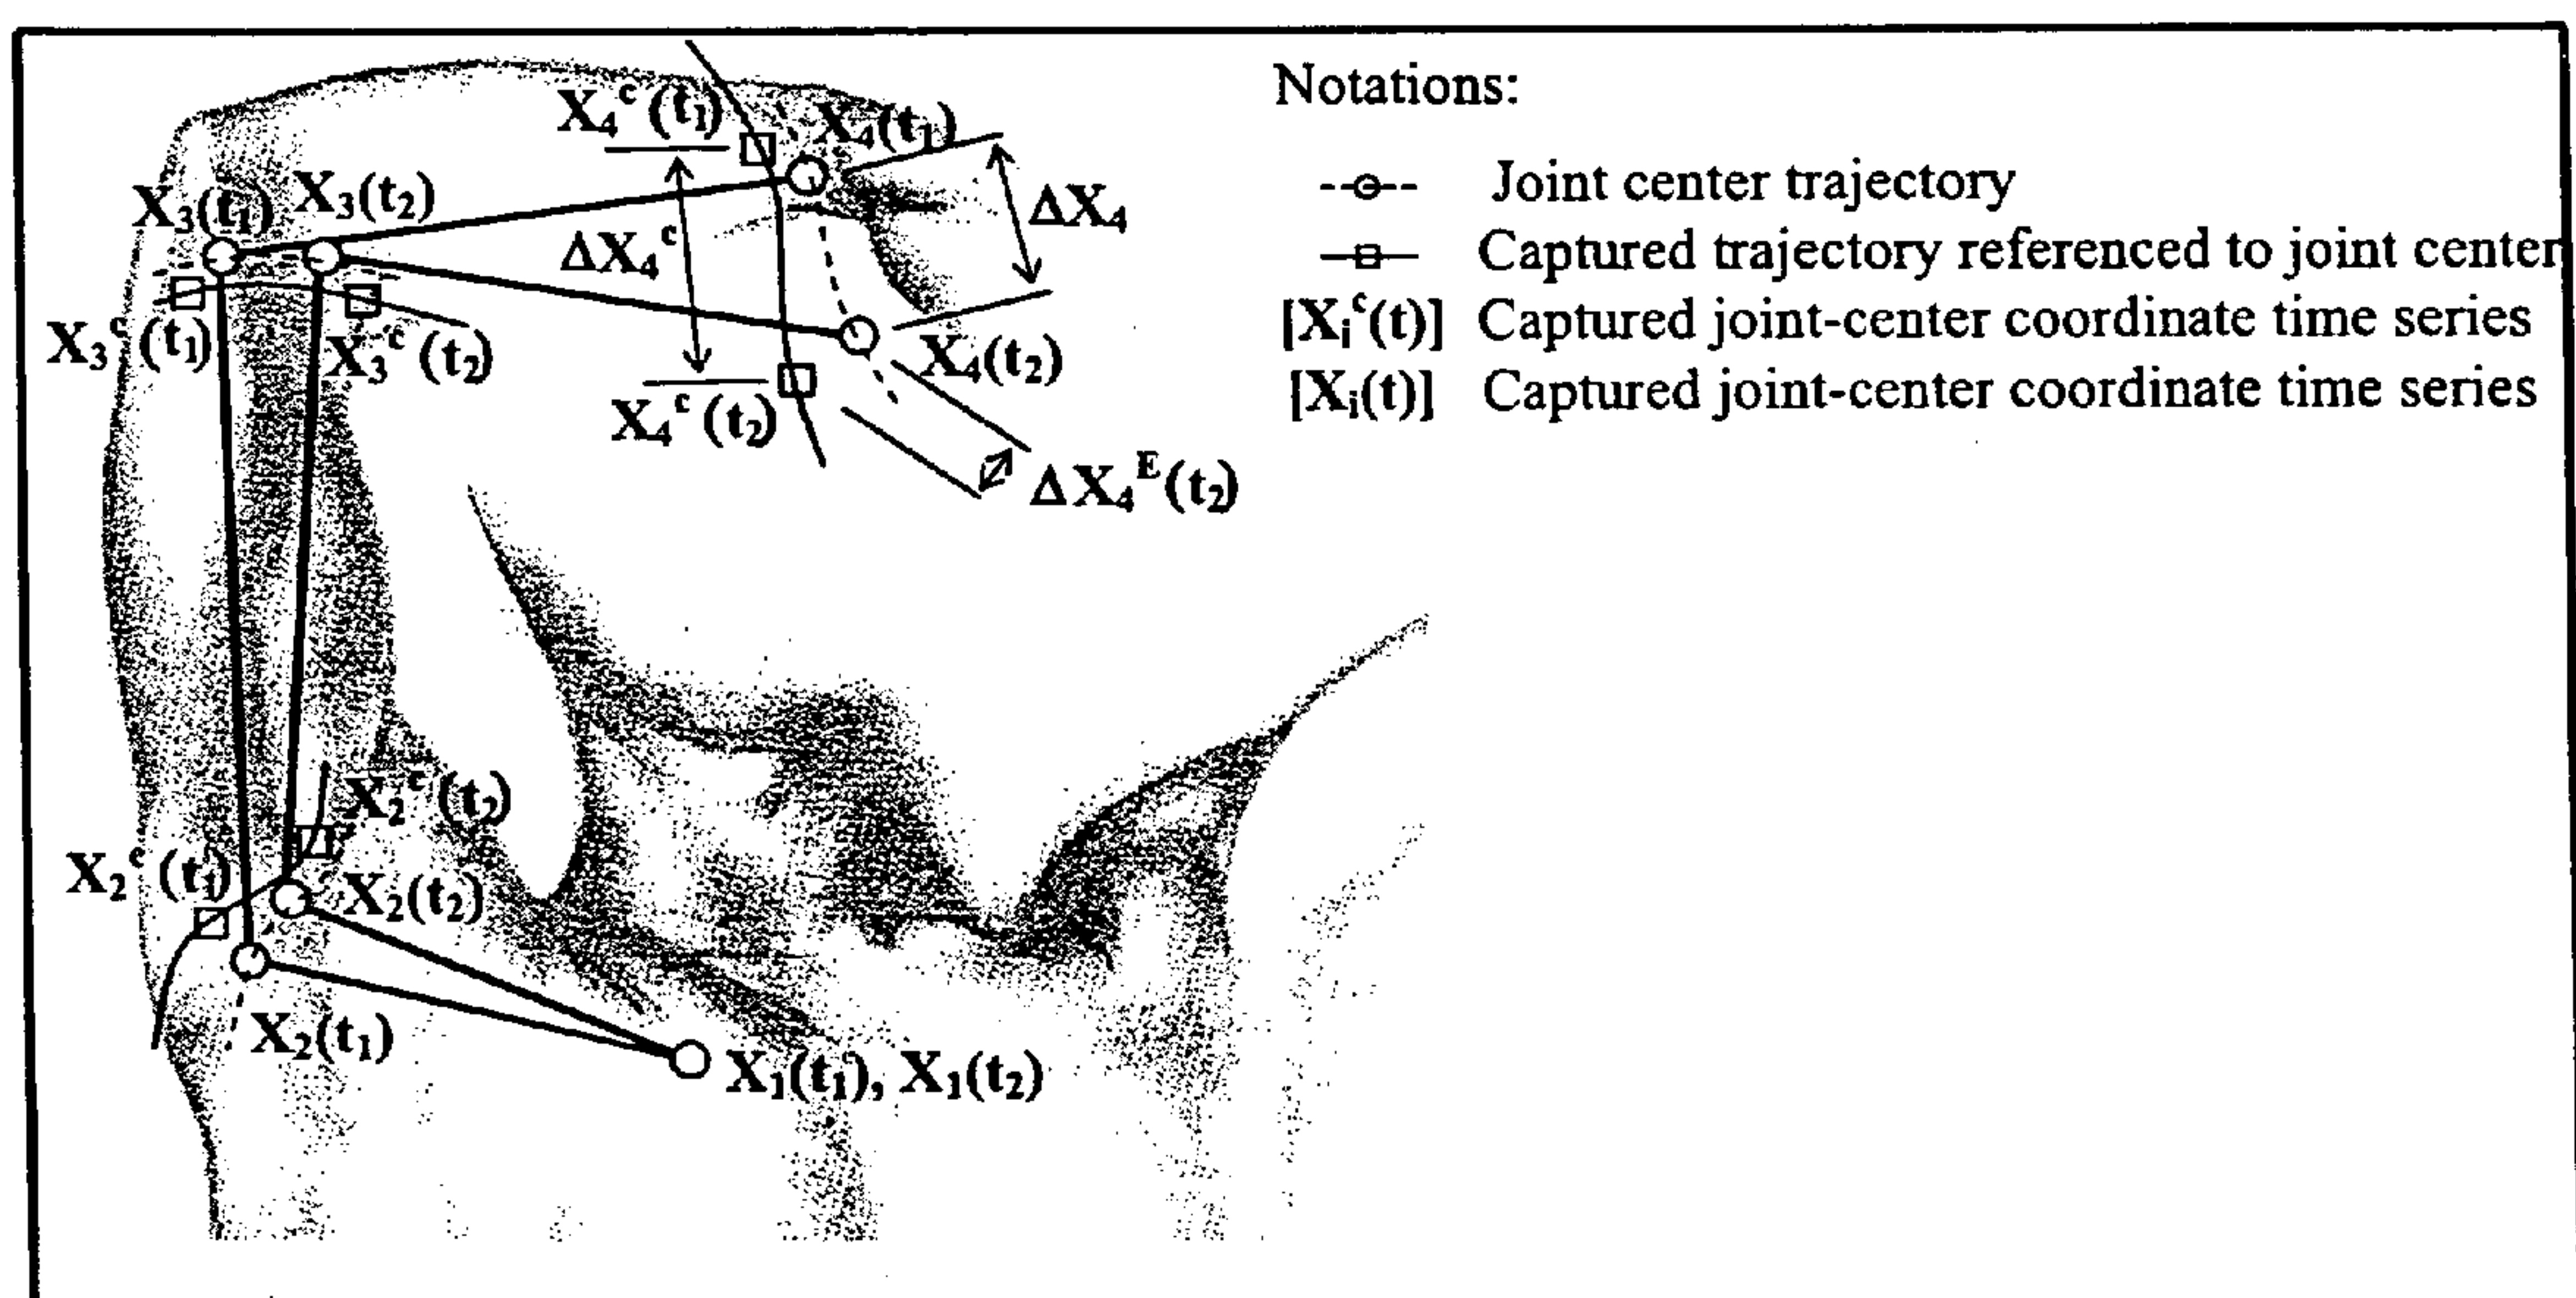 Notations:
Joint center trajectory
Captured trajectory referenced to joint center
[Xᵢᶜ(t)] Captured joint-center coordinate time series
[Xᵢ(t)] Captured joint-center coordinate time series
X₄ᶜ(t₁)
X₄(t₁)
X₃(t₁) X₃(t₂)
ΔX₄
ΔX₄ᶜ
X₃ᶜ(t₁) X₃ᶜ(t₂)
X₄(t₂)
X₄ᶜ(t₂)
ΔX₄ᴱ(t₂)
X₂ᶜ(t₂)
X₂ᶜ(t₁)
X₂(t₂)
X₂(t₁)
X₁(t₁), X₁(t₂)